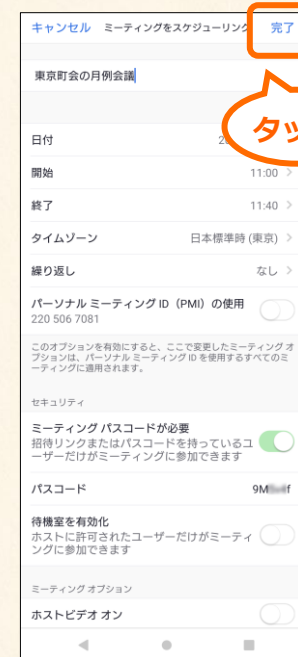 キャンセル ミーティングをスケジューリング 完了
東京町会の月例会議
日付
開始 11:00
終了 11:40
タイムゾーン 日本標準時 (東京)
繰り返し なし
パーソナル ミーティング ID（PMI）の使用
220 506 7081
このオプションを有効にすると、ここで変更したミーティング オ
プションは、パーソナル ミーティング ID を使用するすべてのミ
ーティングに適用されます。
セキュリティ
ミーティング パスコードが必要
招待リンクまたはパスコードを持っているユ
ーザーだけがミーティングに参加できます
パスコード
待機室を有効化
ホストに許可されたユーザーだけがミーティ
ングに参加できます
ミーティング オプション
ホストビデオ オン